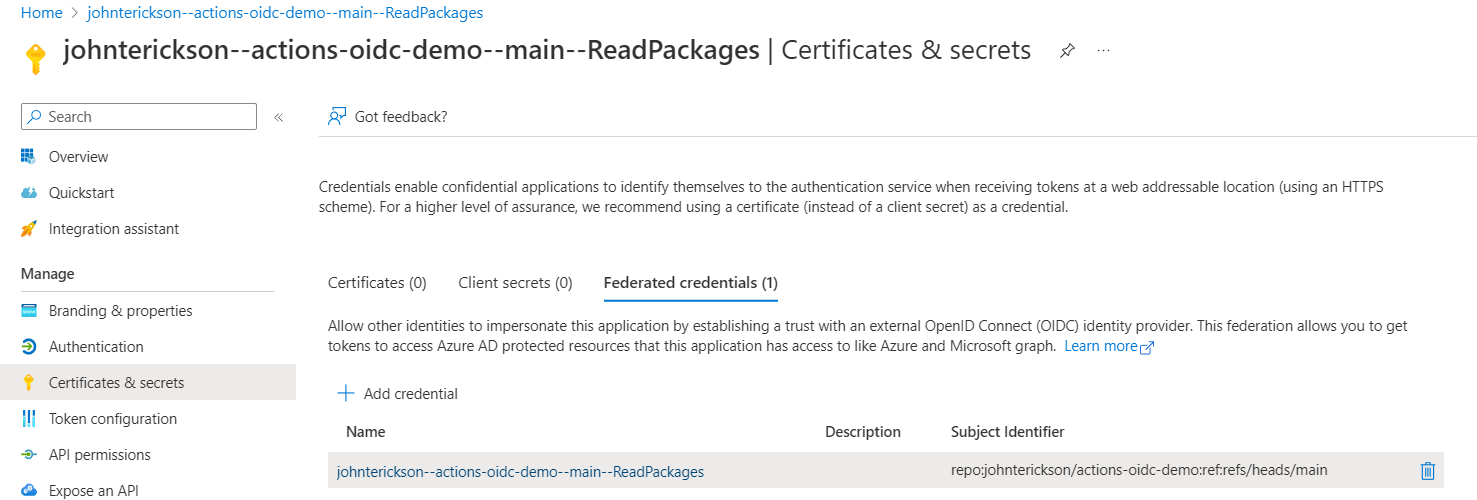 Home > johnterickson--actions-oidc-demo--main--ReadPackages
johnterickson--actions-oidc-demo--main--ReadPackages | Certificates & secrets
Search
Got feedback?
Overview
Quickstart
Integration assistant
Manage
Branding & properties
Authentication
Certificates & secrets
Token configuration
API permissions
Expose an API
Credentials enable confidential applications to identify themselves to the authentication service when receiving tokens at a web addressable location (using an HTTPS
scheme). For a higher level of assurance, we recommend using a certificate (instead of a client secret) as a credential.
Certificates (0) Client secrets (0) Federated credentials (1)
Allow other identities to impersonate this application by establishing a trust with an external OpenID Connect (OIDC) identity provider. This federation allows you to get
tokens to access Azure AD protected resources that this application has access to like Azure and Microsoft graph. Learn more
Add credential
Name Description Subject Identifier
johnterickson--actions-oidc-demo--main--ReadPackages repo:johnterickson/actions-oidc-demo:ref:refs/heads/main